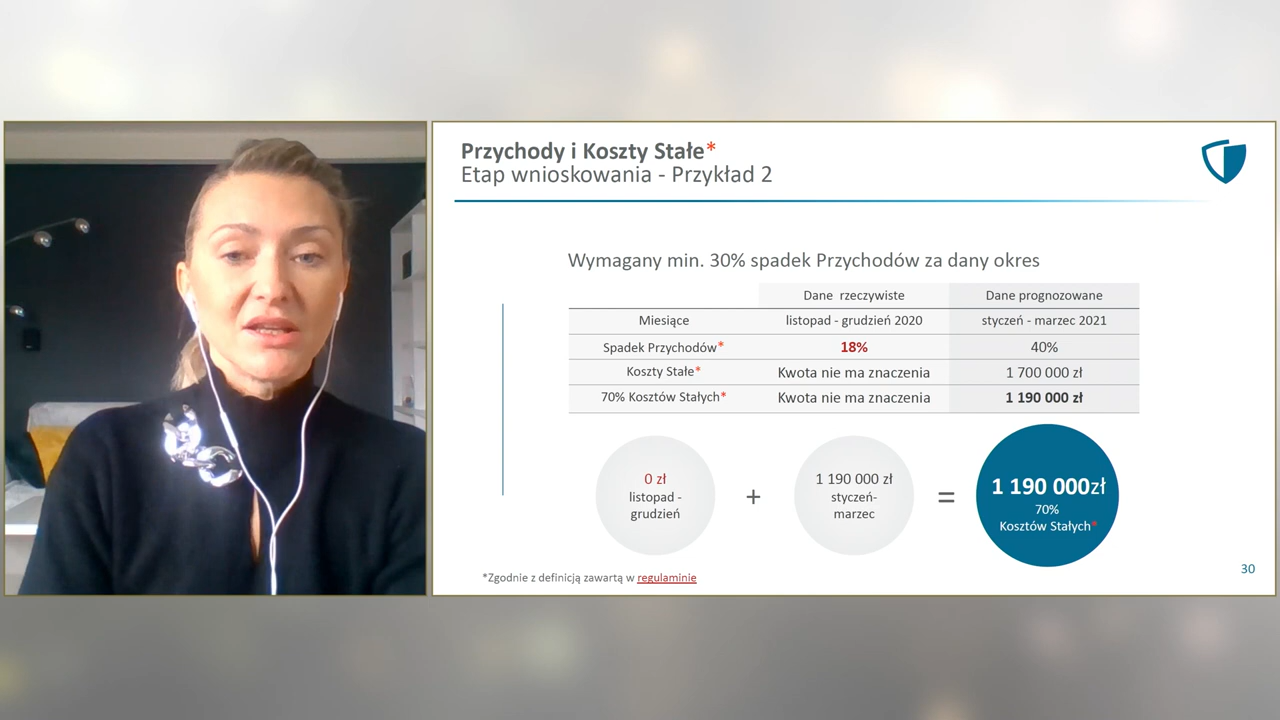 Przychody i Koszty Stałe*
Etap wnioskowania - Przykład 2
Wymagany min. 30% spadek Przychodów za dany okres
Dane rzeczywiste Dane prognozowane
Miesiące listopad - grudzień 2020 styczeń - marzec 2021
Spadek Przychodów* 18% 40%
Koszty Stałe* Kwota nie ma znaczenia 1 700 000 zł
70% Kosztów Stałych* Kwota nie ma znaczenia 1 190 000 zł
0 zł
listopad -
grudzień
+
1 190 000 zł
styczeń-
marzec
=
1 190 000zł
70%
Kosztów Stałych*
*Zgodnie z definicją zawartą w regulaminie
30